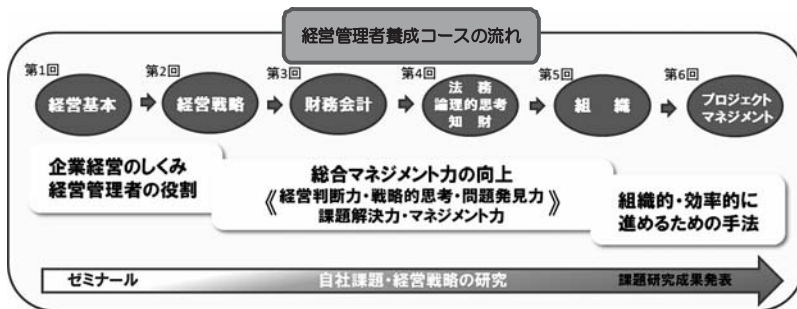 経営管理者養成コースの流れ
第1回
第2回
第3回
第4回
第5回
第6回
経営基本
経営戦略
財務会計
法　務
論理的思考
知　財
組　織
プロジェクト
マネジメント
企業経営のしくみ
経営管理者の役割
総合マネジメント力の向上
《経営判断力・戦略的思考・問題発見力
課題解決力・マネジメント力》
組織的・効率的に
進めるための手法
ゼミナール
自社課題・経営戦略の研究
課題研究成果発表